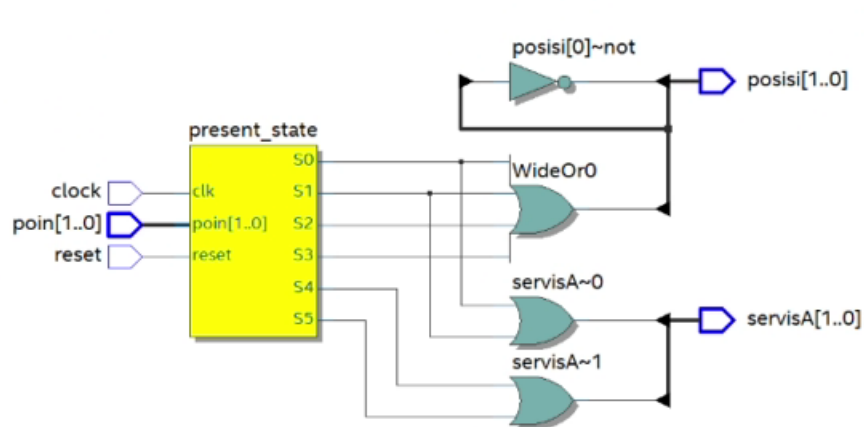 posisi[0]~not
posisi[1..0]
present_state
S0
WideOr0
clock
clk
S1
poin[1..0]
poin[1..0]
S2
reset
reset
S3
servisA~0
S4
S5
servisA[1..0]
servisA~1